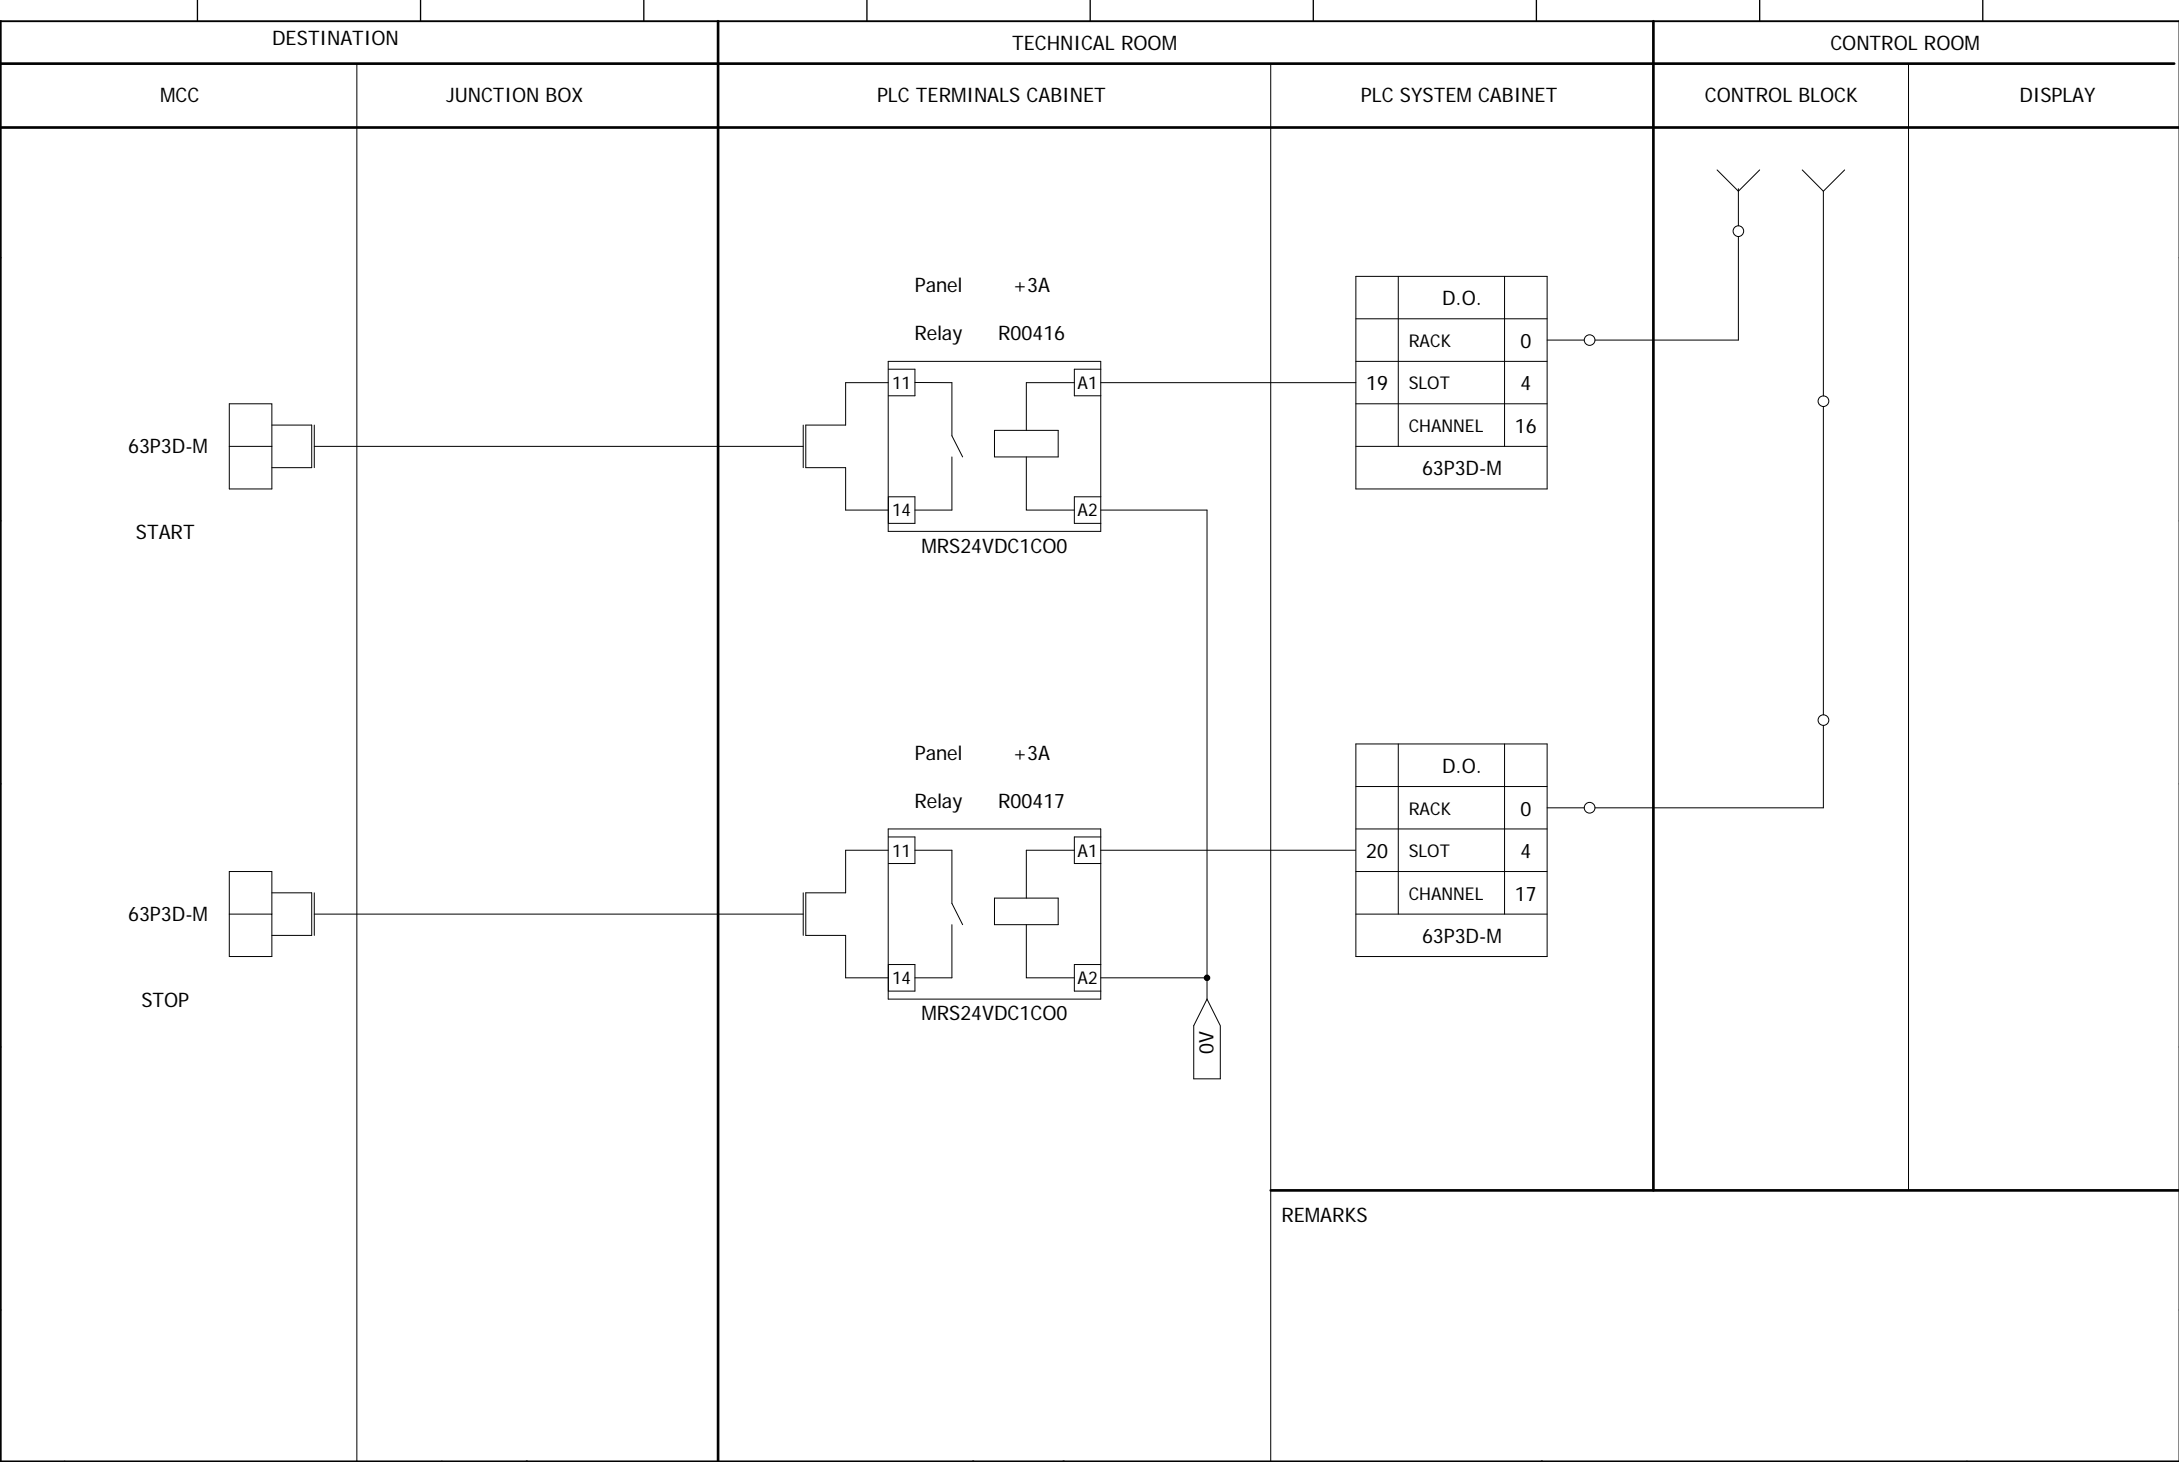 DESTINATION TECHNICAL ROOM CONTROL ROOM
MCC JUNCTION BOX PLC TERMINALS CABINET PLC SYSTEM CABINET CONTROL BLOCK DISPLAY
Panel +3A
Relay R00416
11 A1
14 A2
MRS24VDC1CO0
63P3D-M
START
D.O.
RACK 0
19 SLOT 4
CHANNEL 16
63P3D-M
Panel +3A
Relay R00417
11 A1
14 A2
MRS24VDC1CO0
63P3D-M
STOP
D.O.
RACK 0
20 SLOT 4
CHANNEL 17
63P3D-M
0V
REMARKS